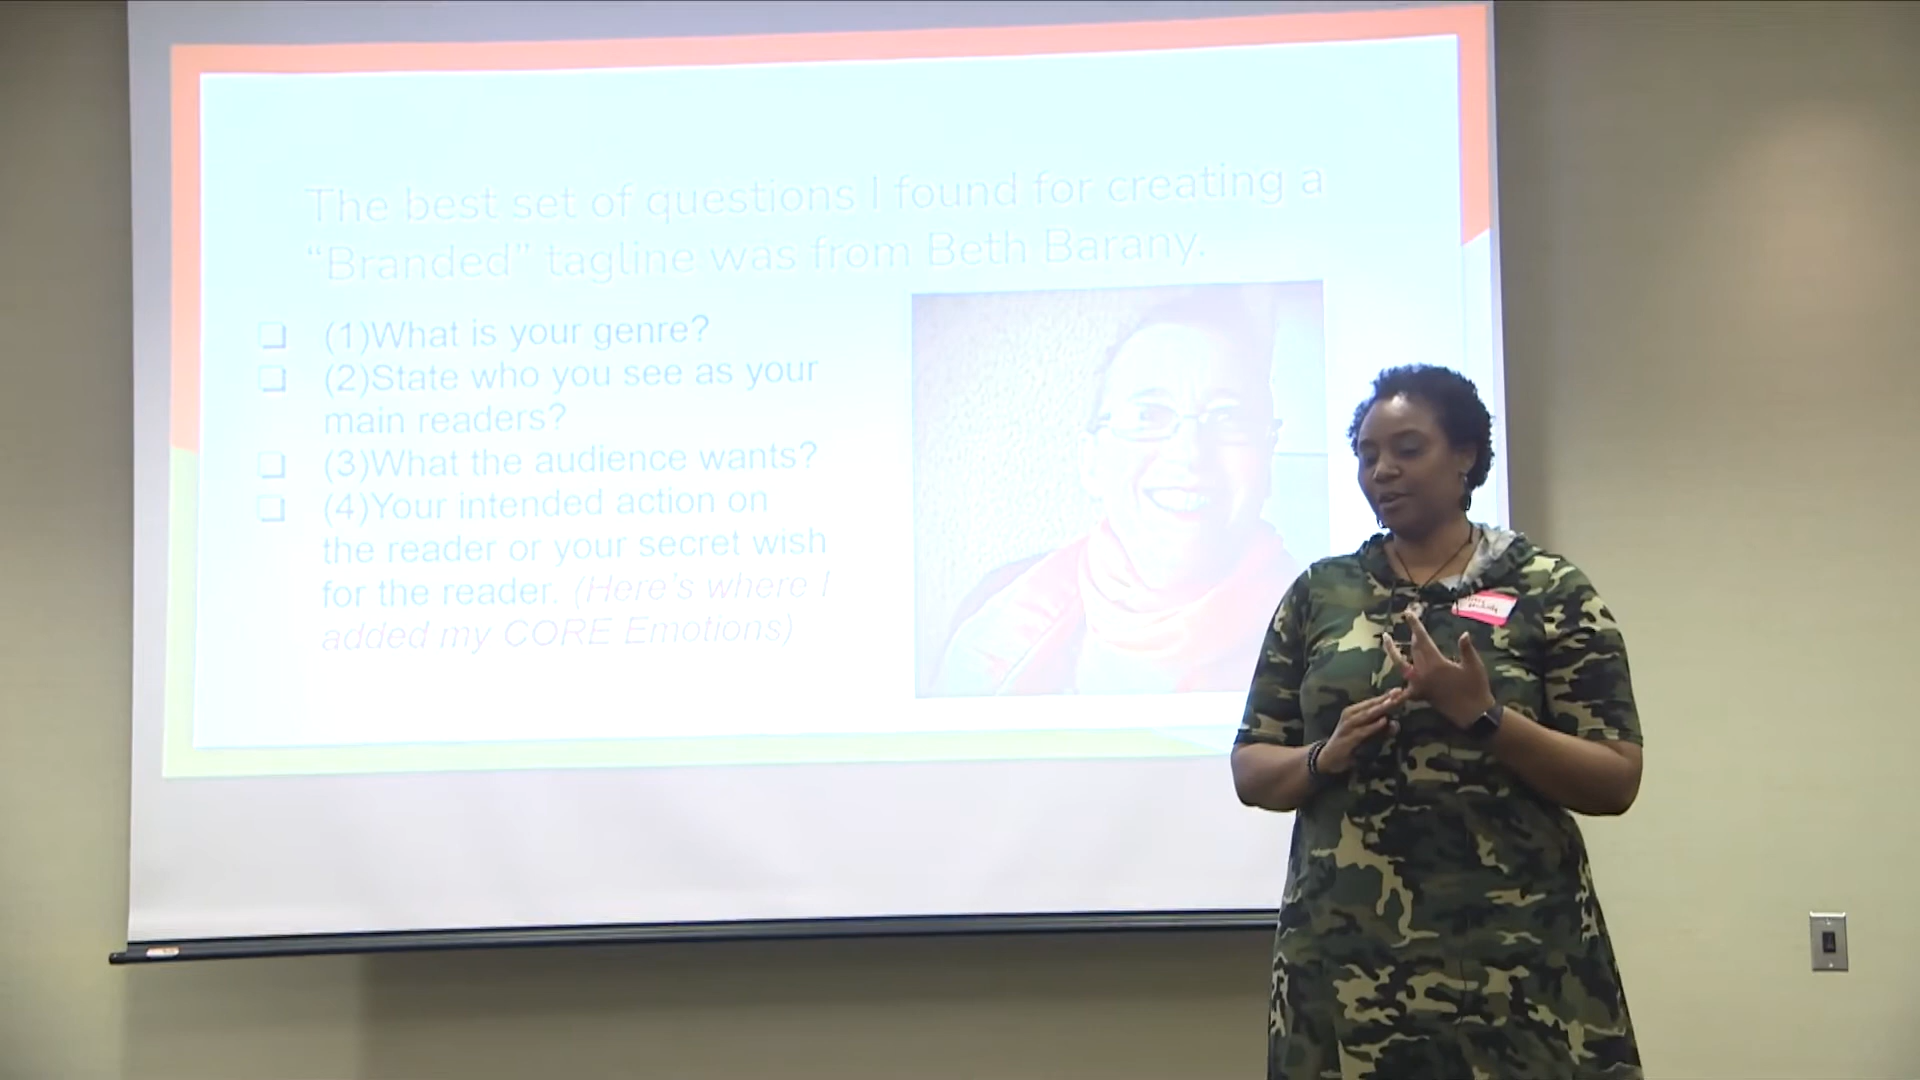 The best set of questions I found for creating a
“Branded” tagline was from Beth Barany.
(1)What is your genre?
(2)State who you see as your
main readers?
(3)What the audience wants?
(4)Your intended action on
the reader or your secret wish
for the reader. (Here's where I
added my CORE Emotions)